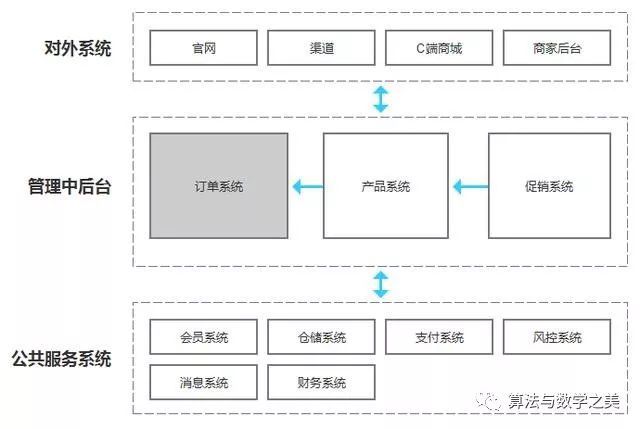 对外系统
官网
渠道
C端商城
商家后台
管理中后台
订单系统
产品系统
促销系统
公共服务系统
会员系统
仓储系统
支付系统
风控系统
消息系统
财务系统
算法与数学之美